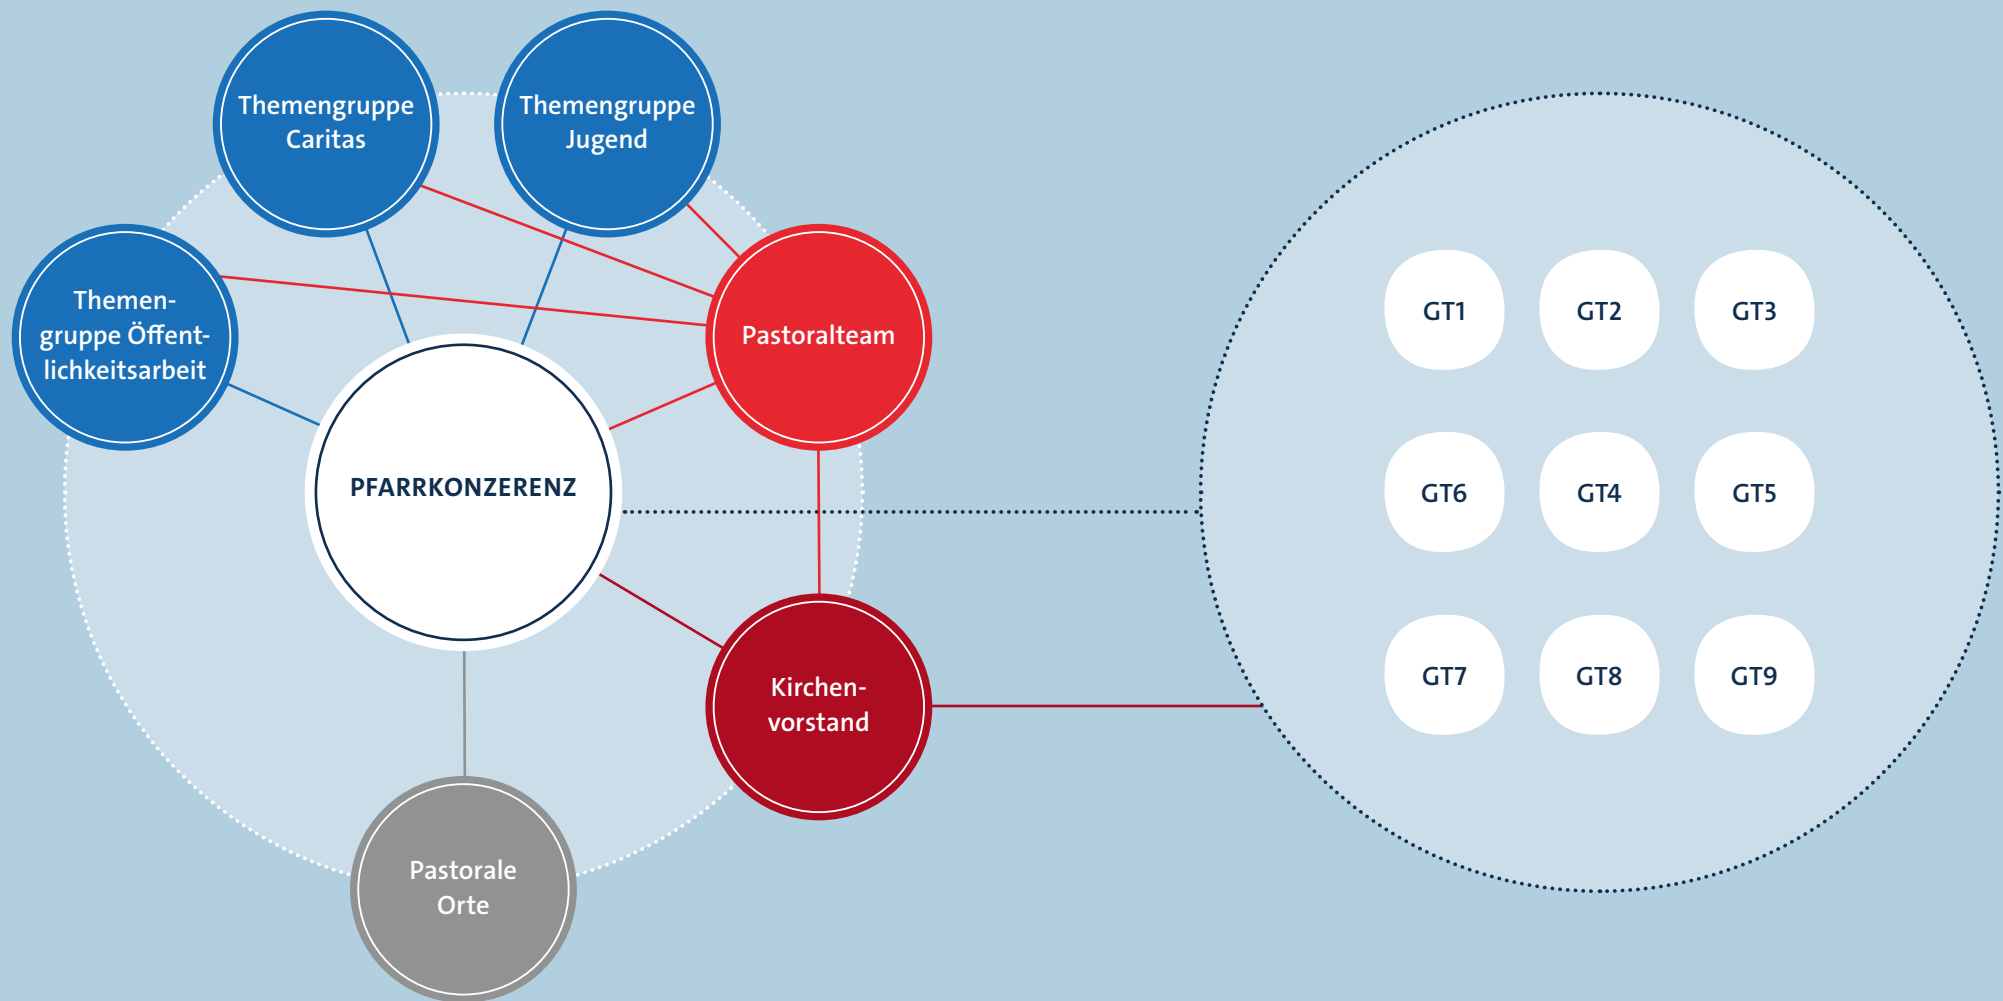 Themengruppe
Caritas
Themengruppe
Jugend
Themen-
gruppe Öffent-
lichkeitsarbeit
Pastoralteam
PFARRKONZERENZ
Kirchen-
vorstand
Pastorale
Orte
GT1
GT2
GT3
GT6
GT4
GT5
GT7
GT8
GT9